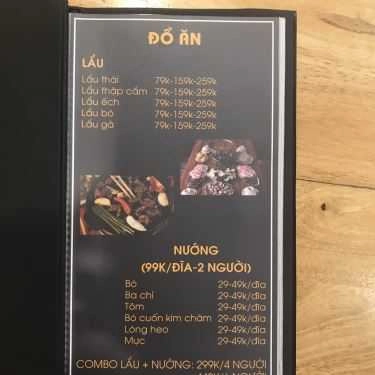 ĐỒ ĂN
LẨU
Lẩu thái 79k-159k-259k
Lẩu thập cẩm 79k-159k-259k
Lẩu ếch 79k-159k-259k
Lẩu bò 79k-159k-259k
Lẩu gà 79k-159k-259k
NƯỚNG
(99K/ĐĨA-2 NGƯỜI)
Bò 29-49k/đĩa
Ba chỉ 29-49k/đĩa
Tôm 29-49k/đĩa
Bò cuốn kim châm 29-49k/đĩa
Lòng heo 29-49k/đĩa
Mực 29-49k/đĩa
COMBO LẨU + NƯỚNG: 299K/4 NGƯỜI